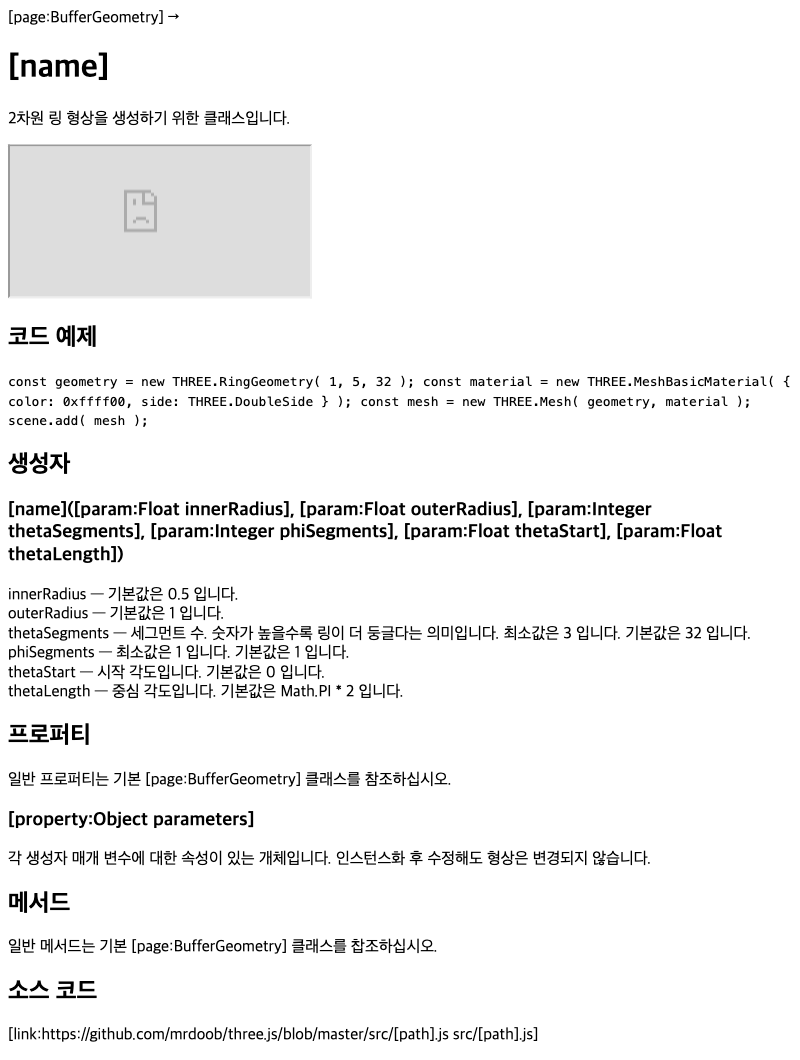 [page:BufferGeometry] →
[name]
2차원 링 형상을 생성하기 위한 클래스입니다.
코드 예제
const geometry = new THREE.RingGeometry( 1, 5, 32 ); const material = new THREE.MeshBasicMaterial( {
color: 0xffff00, side: THREE.DoubleSide } ); const mesh = new THREE.Mesh( geometry, material );
scene.add( mesh );
생성자
[name]([param:Float innerRadius], [param:Float outerRadius], [param:Integer
thetaSegments], [param:Integer phiSegments], [param:Float thetaStart], [param:Float
thetaLength])
innerRadius — 기본값은 0.5 입니다.
outerRadius — 기본값은 1 입니다.
thetaSegments — 세그먼트 수. 숫자가 높을수록 링이 더 둥글다는 의미입니다. 최소값은 3 입니다. 기본값은 32 입니다.
phiSegments — 최소값은 1 입니다. 기본값은 1 입니다.
thetaStart — 시작 각도입니다. 기본값은 0 입니다.
thetaLength — 중심 각도입니다. 기본값은 Math.PI * 2 입니다.
프로퍼티
일반 프로퍼티는 기본 [page:BufferGeometry] 클래스를 참조하십시오.
[property:Object parameters]
각 생성자 매개 변수에 대한 속성이 있는 개체입니다. 인스턴스화 후 수정해도 형상은 변경되지 않습니다.
메서드
일반 메서드는 기본 [page:BufferGeometry] 클래스를 찹조하십시오.
소스 코드
[link:https://github.com/mrdoob/three.js/blob/master/src/[path].js src/[path].js]